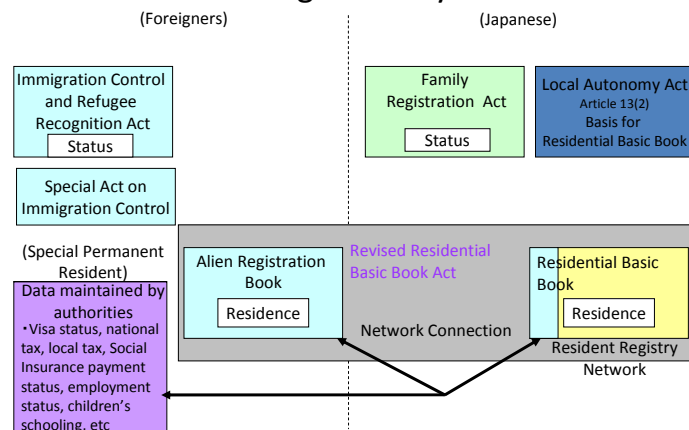 (Foreigners)
(Japanese)
Immigration Control
and Refugee
Recognition Act
Status
Family
Registration Act
Status
Local Autonomy Act
Article 13(2)
Basis for
Residential Basic Book
Special Act on
Immigration Control
(Special Permanent
Resident)
Alien Registration
Book
Residence
Revised Residential
Basic Book Act
Residential Basic
Book
Residence
Network Connection
Resident Registry
Network
Data maintained by
authorities
・Visa status, national
tax, local tax, Social
Insurance payment
status, employment
status, children's
schooling, etc